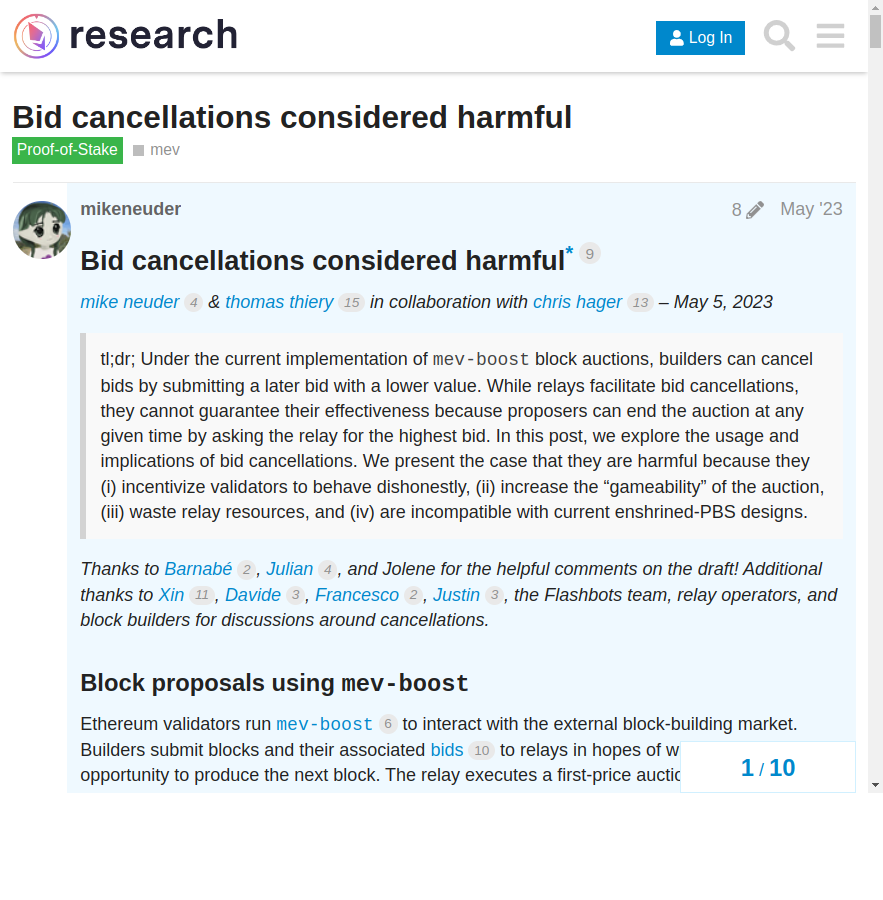 research
Log In
Bid cancellations considered harmful
Proof-of-Stake mev
mikeneuder 8 May '23
Bid cancellations considered harmful* 9
mike neuder 4 & thomas thiery 15 in collaboration with chris hager 13 – May 5, 2023
tl;dr; Under the current implementation of mev-boost block auctions, builders can cancel
bids by submitting a later bid with a lower value. While relays facilitate bid cancellations,
they cannot guarantee their effectiveness because proposers can end the auction at any
given time by asking the relay for the highest bid. In this post, we explore the usage and
implications of bid cancellations. We present the case that they are harmful because they
(i) incentivize validators to behave dishonestly, (ii) increase the “gameability” of the auction,
(iii) waste relay resources, and (iv) are incompatible with current enshrined-PBS designs.
Thanks to Barnabé 2, Julian 4, and Jolene for the helpful comments on the draft! Additional
thanks to Xin 11, Davide 3, Francesco 2, Justin 3, the Flashbots team, relay operators, and
block builders for discussions around cancellations.
Block proposals using mev-boost
Ethereum validators run mev-boost 6 to interact with the external block-building market.
Builders submit blocks and their associated bids 10 to relays in hopes of
opportunity to produce the next block. The relay executes a first-price
1 / 10